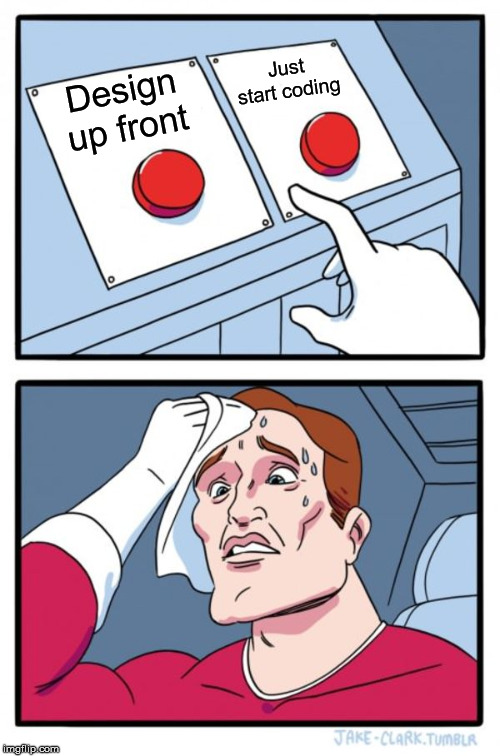 Design
up front
Just
start coding
JAKE-CLARK.TUMBLR
imgflip.com